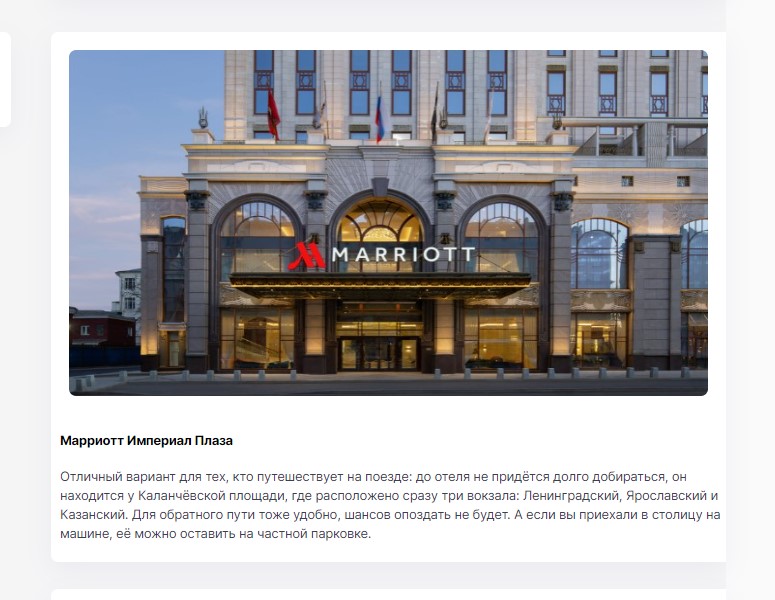 MARRIOTT
Марриотт Империал Плаза
Отличный вариант для тех, кто путешествует на поезде: до отеля не придётся долго добираться, он
находится у Каланчёвской площади, где расположено сразу три вокзала: Ленинградский, Ярославский и
Казанский. Для обратного пути тоже удобно, шансов опоздать не будет. А если вы приехали в столицу на
машине, её можно оставить на частной парковке.